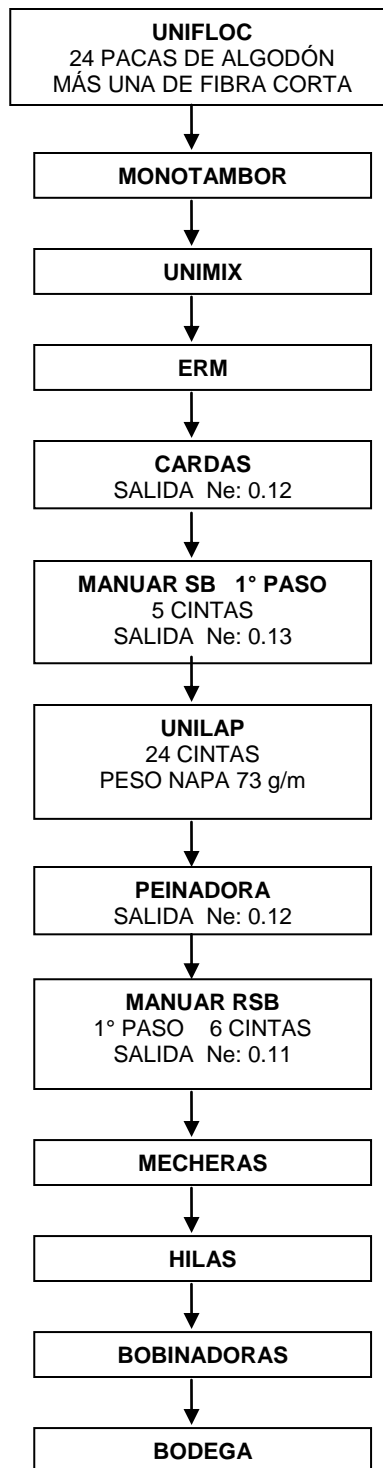 UNIFLOC
24 PACAS DE ALGODÓN
MÁS UNA DE FIBRA CORTA
MONOTAMBOR
UNIMIX
ERM
CARDAS
SALIDA Ne: 0.12
MANUAR SB 1° PASO
5 CINTAS
SALIDA Ne: 0.13
UNILAP
24 CINTAS
PESO NAPA 73 g/m
PEINADORA
SALIDA Ne: 0.12
MANUAR RSB
1° PASO 6 CINTAS
SALIDA Ne: 0.11
MECHERAS
HILAS
BOBINADORAS
BODEGA